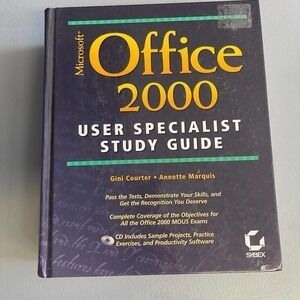 Microsoft®
Office
2000
USER SPECIALIST
STUDY GUIDE
Gini Courter • Annette Marquis
Pass the Tests, Demonstrate Your Skills, and
Get the Recognition You Deserve
Complete Coverage of the Objectives for
All the Office 2000 MOUS Exams
CD Includes Sample Projects, Practice
Exercises, and Productivity Software
SYBEX